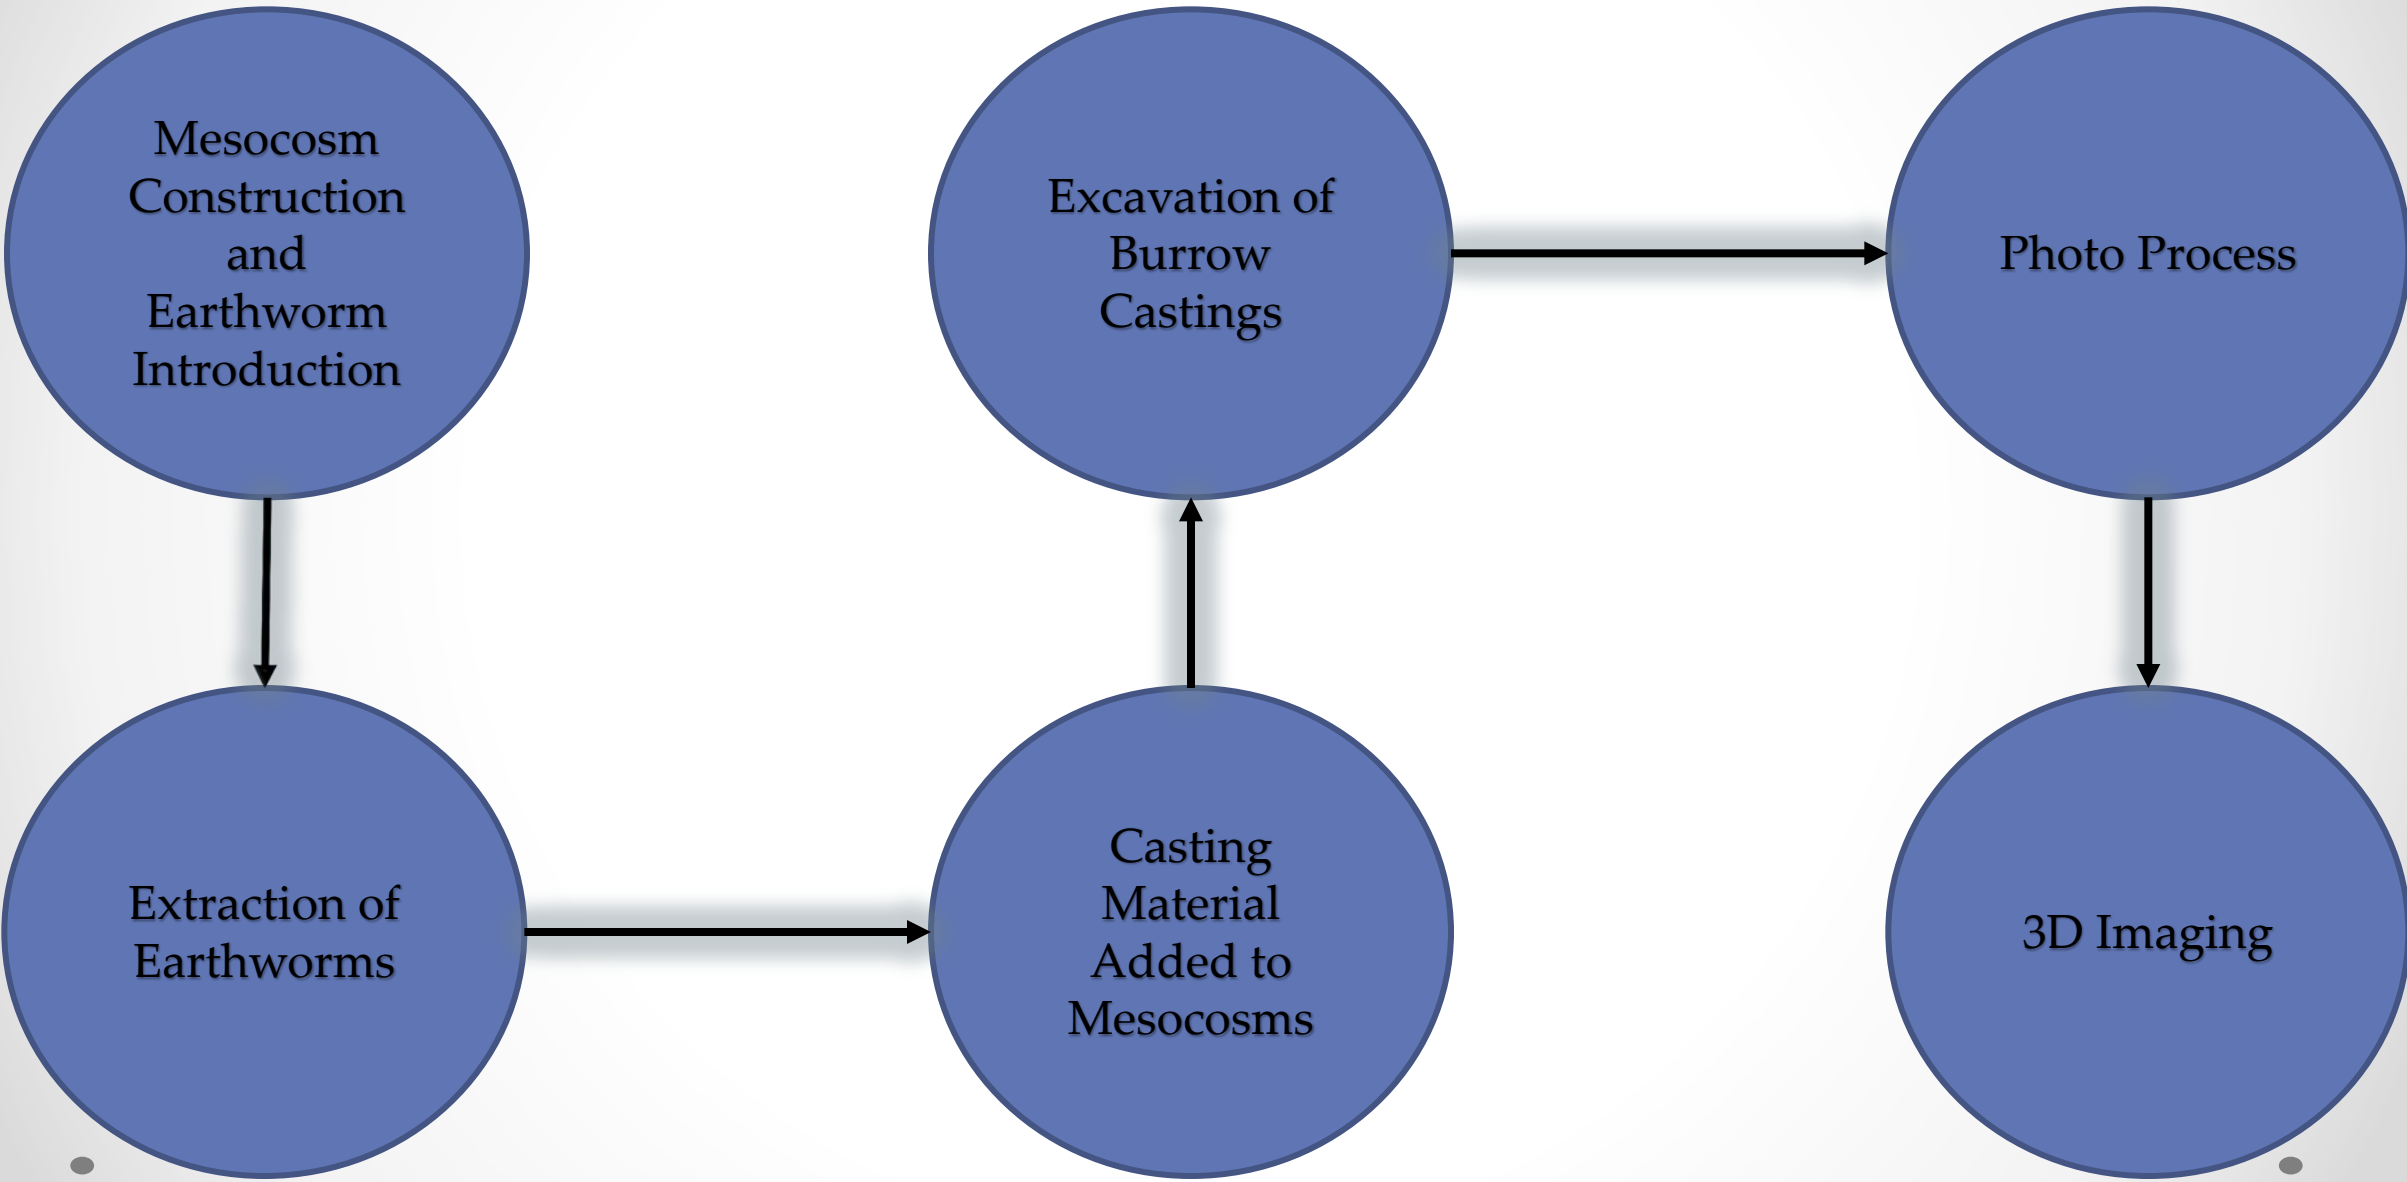 Mesocosm
Construction
and
Earthworm
Introduction
Extraction of
Earthworms
Casting
Material
Added to
Mesocosms
Excavation of
Burrow
Castings
Photo Process
3D Imaging